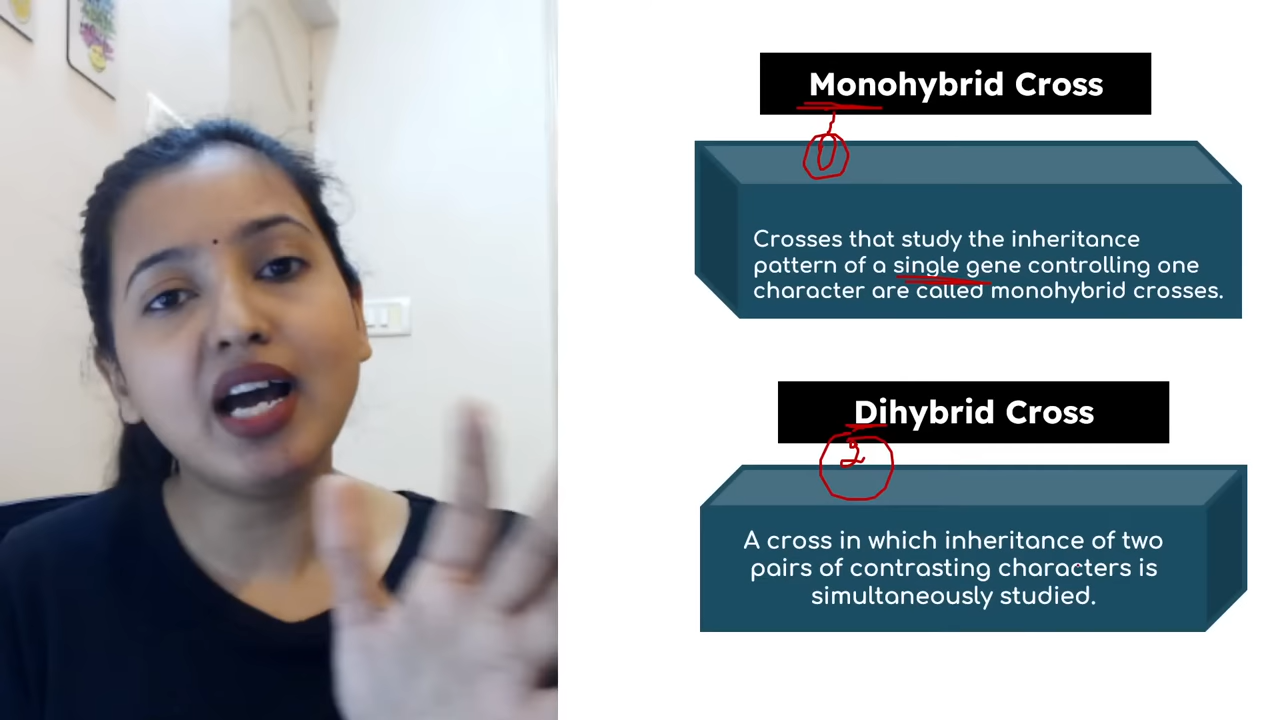 Monohybrid Cross
1
Crosses that study the inheritance
pattern of a single gene controlling one
character are called monohybrid crosses.
Dihybrid Cross
2
A cross in which inheritance of two
pairs of contrasting characters is
simultaneously studied.